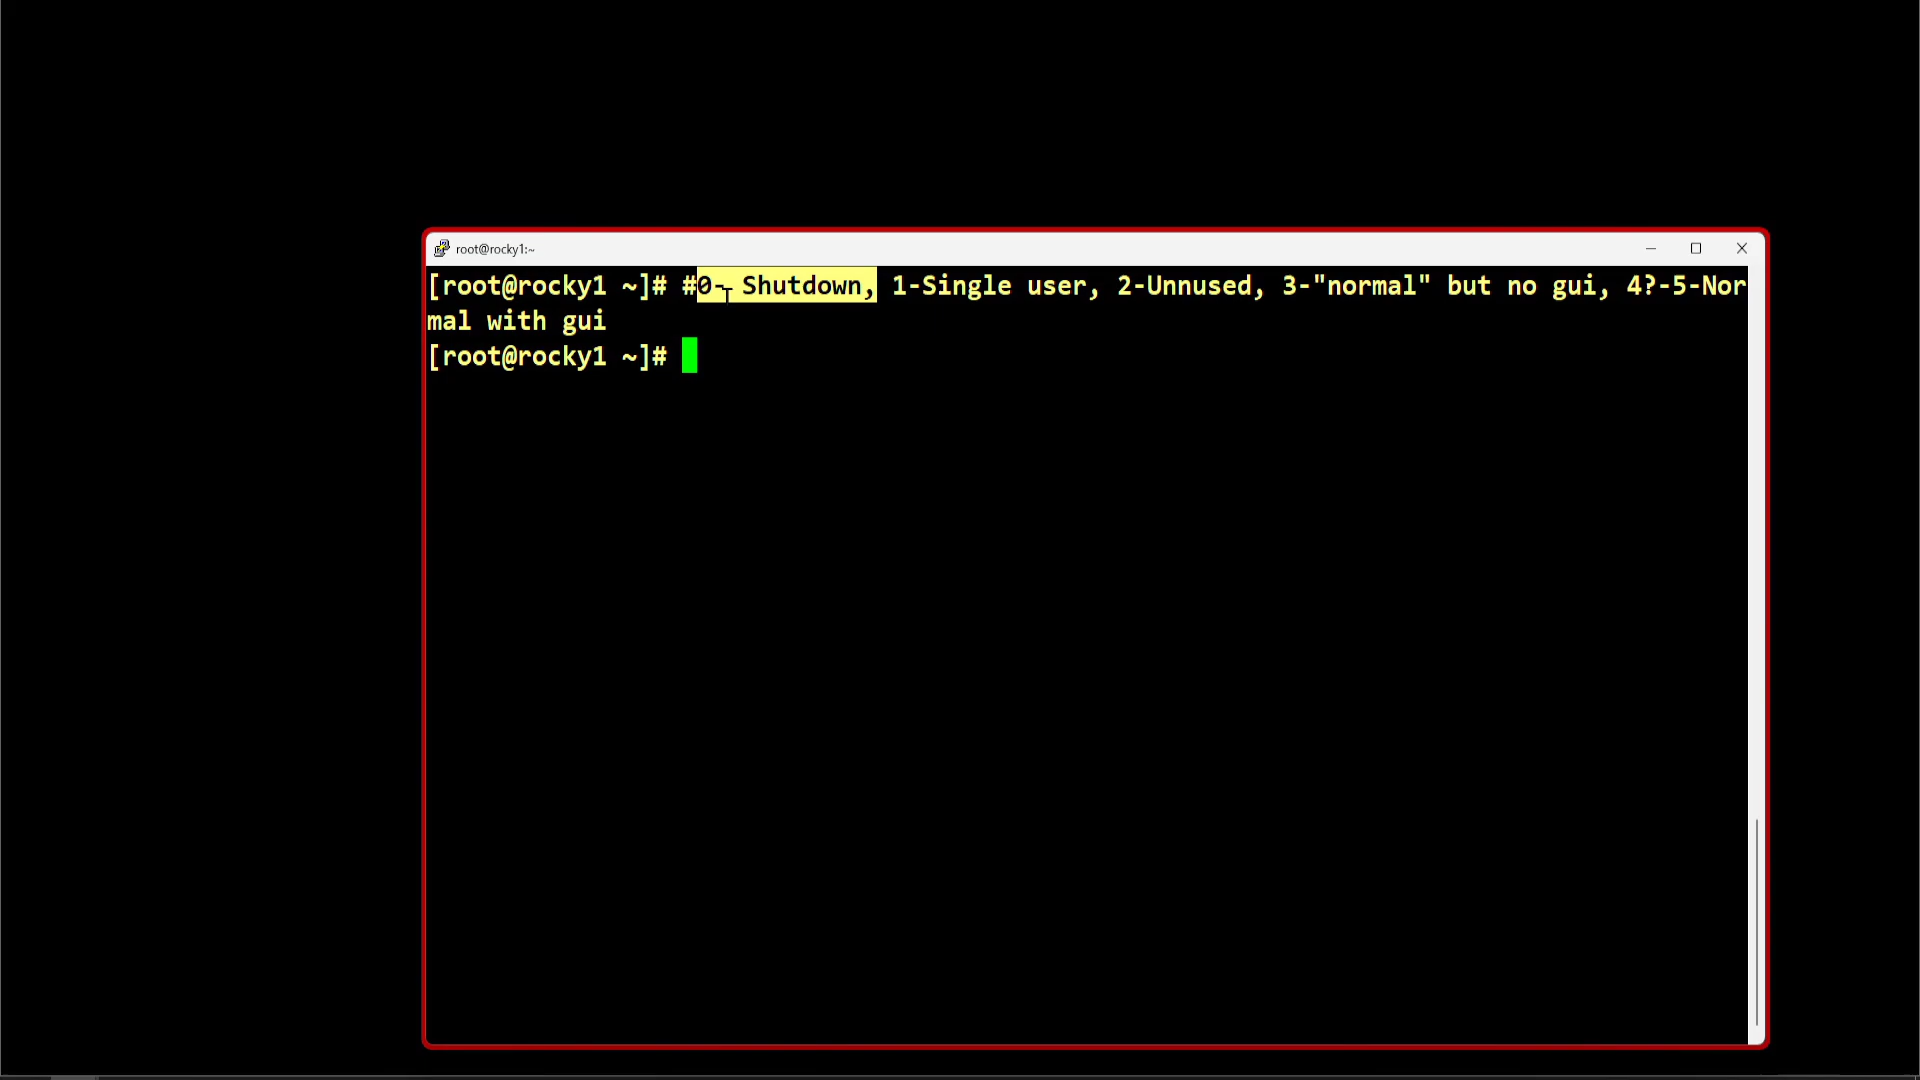 root@rocky1:~
[root@rocky1 ~]# #0- Shutdown, 1-Single user, 2-Unnused, 3-"normal" but no gui, 4?-5-Nor
mal with gui
[root@rocky1 ~]#